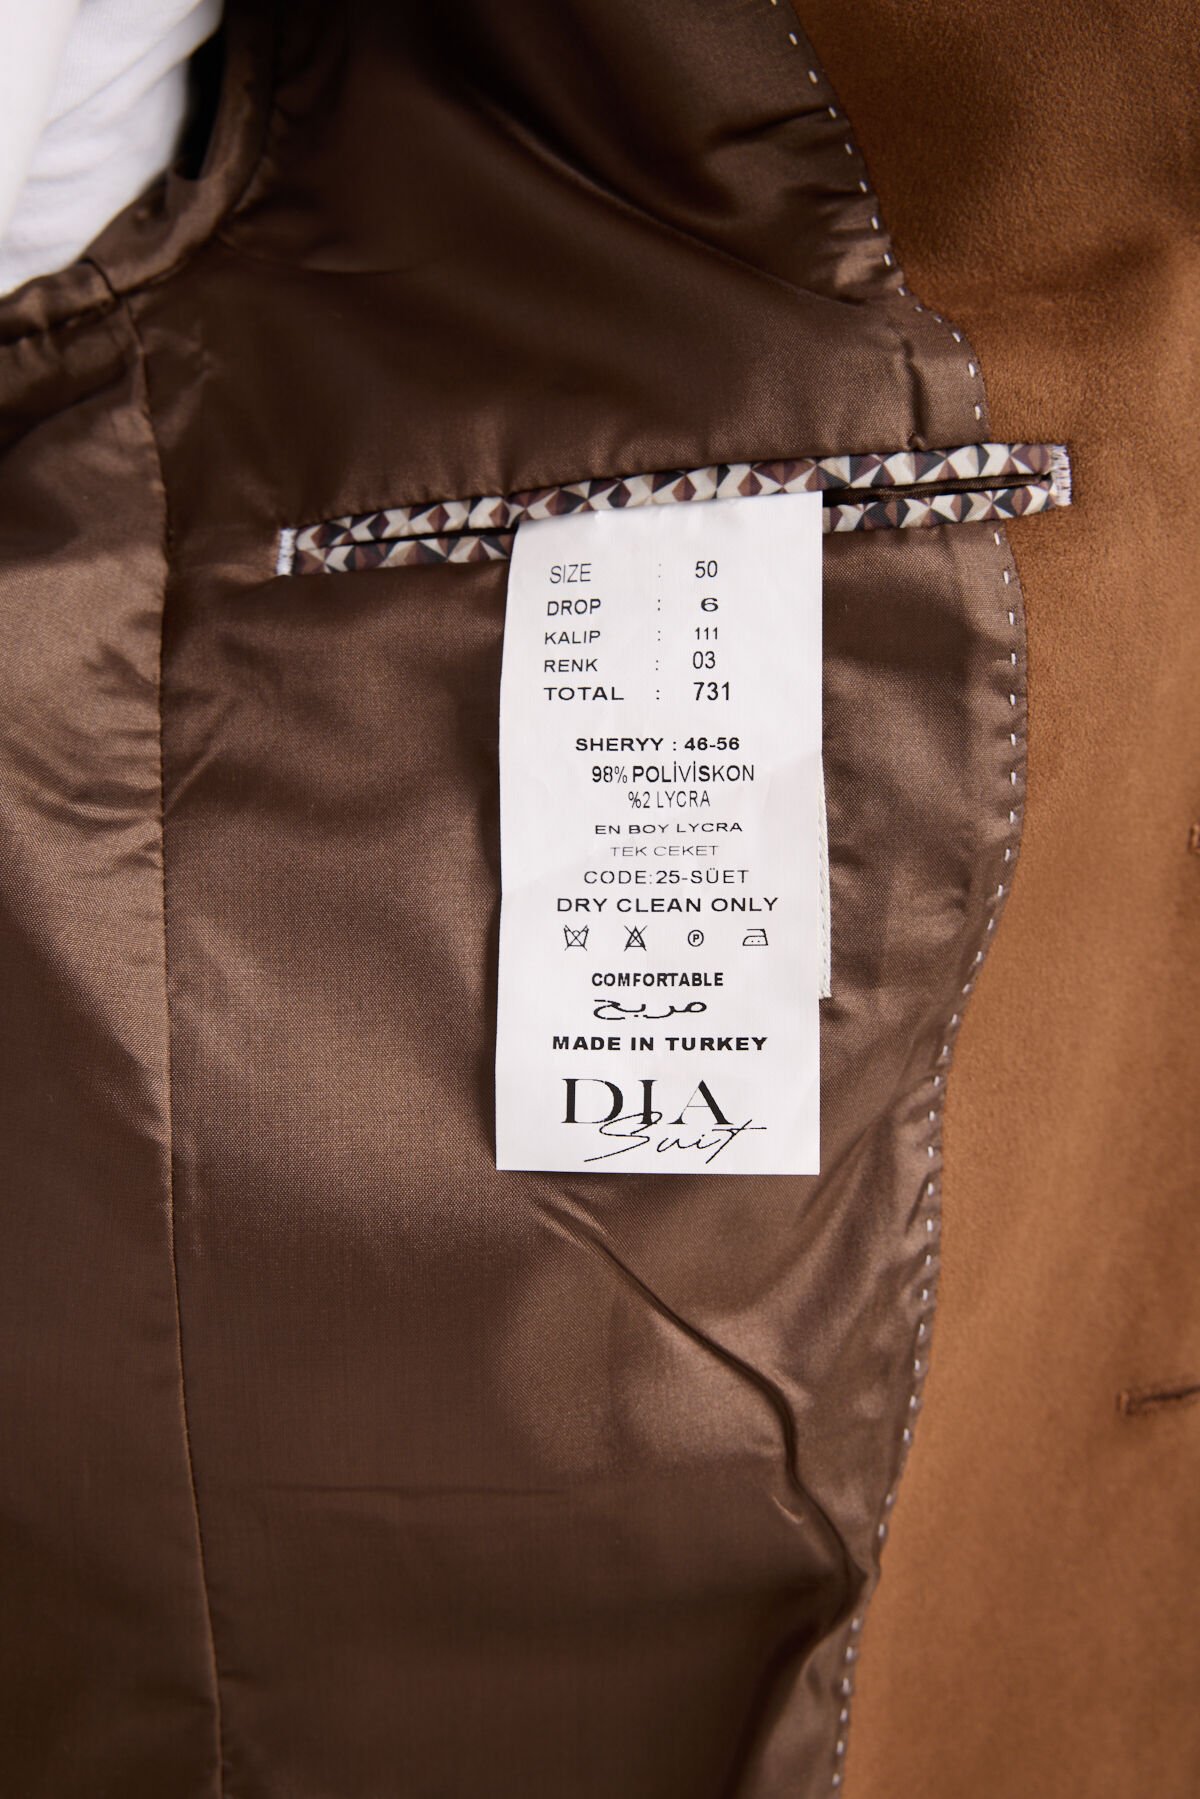 SIZE : 50
DROP : 6
KALIP : 111
RENK : 03
TOTAL : 731
SHERYY : 46-56
98% POLİVİSKON
%2 LYCRA
EN BOY LYCRA
TEK CEKET
CODE:25-SÜET
DRY CLEAN ONLY
P
COMFORTABLE
مريح
MADE IN TURKEY
DIA
Suit